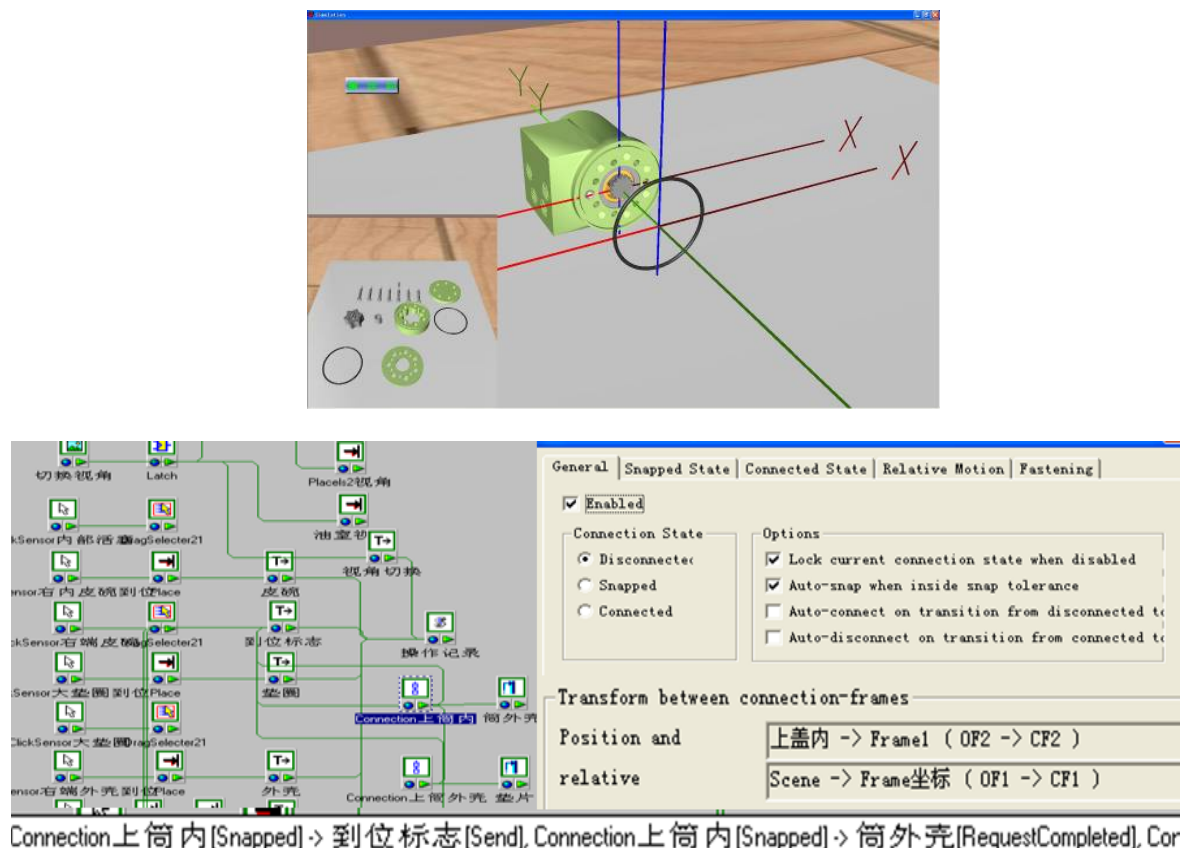 Simulation
Y
Y
X
X
切换视角
Latch
PlaceIs2视角
kSensor内部活塞
DragSelecter21
油室初
视角切换
ensor右内皮碗到位
Place
皮碗
ckSensor右端皮碗
DragSelecter21
到位标志
操作记录
Sensor大垫圈到位
Place
垫圈
Connection上筒内
筒外壳
ClickSensor大垫圈
DragSelecter21
ensor右端外壳到位
Place
外壳
Connection上筒外壳
垫片
General
Snapped State
Connected State
Relative Motion
Fastening
Enabled
Connection State
Disconnected
Snapped
Connected
Options
Lock current connection state when disabled
Auto-snap when inside snap tolerance
Auto-connect on transition from disconnected to
Auto-disconnect on transition from connected to
Transform between connection-frames
Position and
上盖内 -> Frame1 ( OF2 -> CF2 )
relative
Scene -> Frame坐标 ( OF1 -> CF1 )
Connection上筒内[Snapped] -> 到位标志[Send], Connection上筒内[Snapped] -> 筒外壳[RequestCompleted], Cor